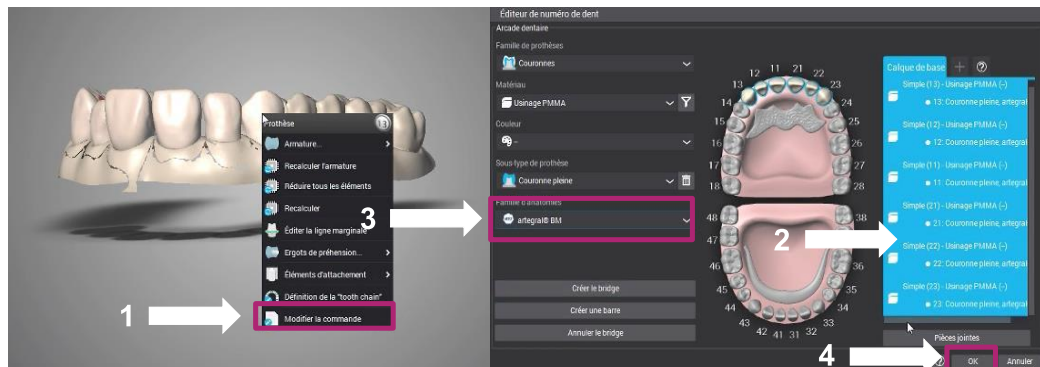 Prothèse 13
Armature...
Recalculer l'armature
Réduire tous les éléments
Recalculer
Éditer la ligne marginale
Ergots de préhension...
Éléments d'attachement
Définition de la "tooth chain"
Modifier la commande
1
3
Éditeur de numéro de dent
Arcade dentaire
Famille de prothèses
Couronnes
Matériau
Usinage PMMA
Couleur
-
Sous-type de prothèse
Couronne pleine
Famille d'anatomies
artegral® BM
Créer le bridge
Créer une barre
Annuler le bridge
12 11 21 22
13
14 24
15 25
16 26
17 27
18 28
48 38
47
46 36
45 35
44 34
43 33
42 41 31 32
2
Calque de base + ?
Simple (13) - Usinage PMMA (--)
13: Couronne pleine, artegral
Simple (12) - Usinage PMMA (--)
12: Couronne pleine, artegral
Simple (11) - Usinage PMMA (--)
11: Couronne pleine, artegral
Simple (21) - Usinage PMMA (--)
21: Couronne pleine, artegral
Simple (22) - Usinage PMMA (--)
22: Couronne pleine, artegral
Simple (23) - Usinage PMMA (--)
23: Couronne pleine, artegral
Pièces jointes
4
OK Annuler